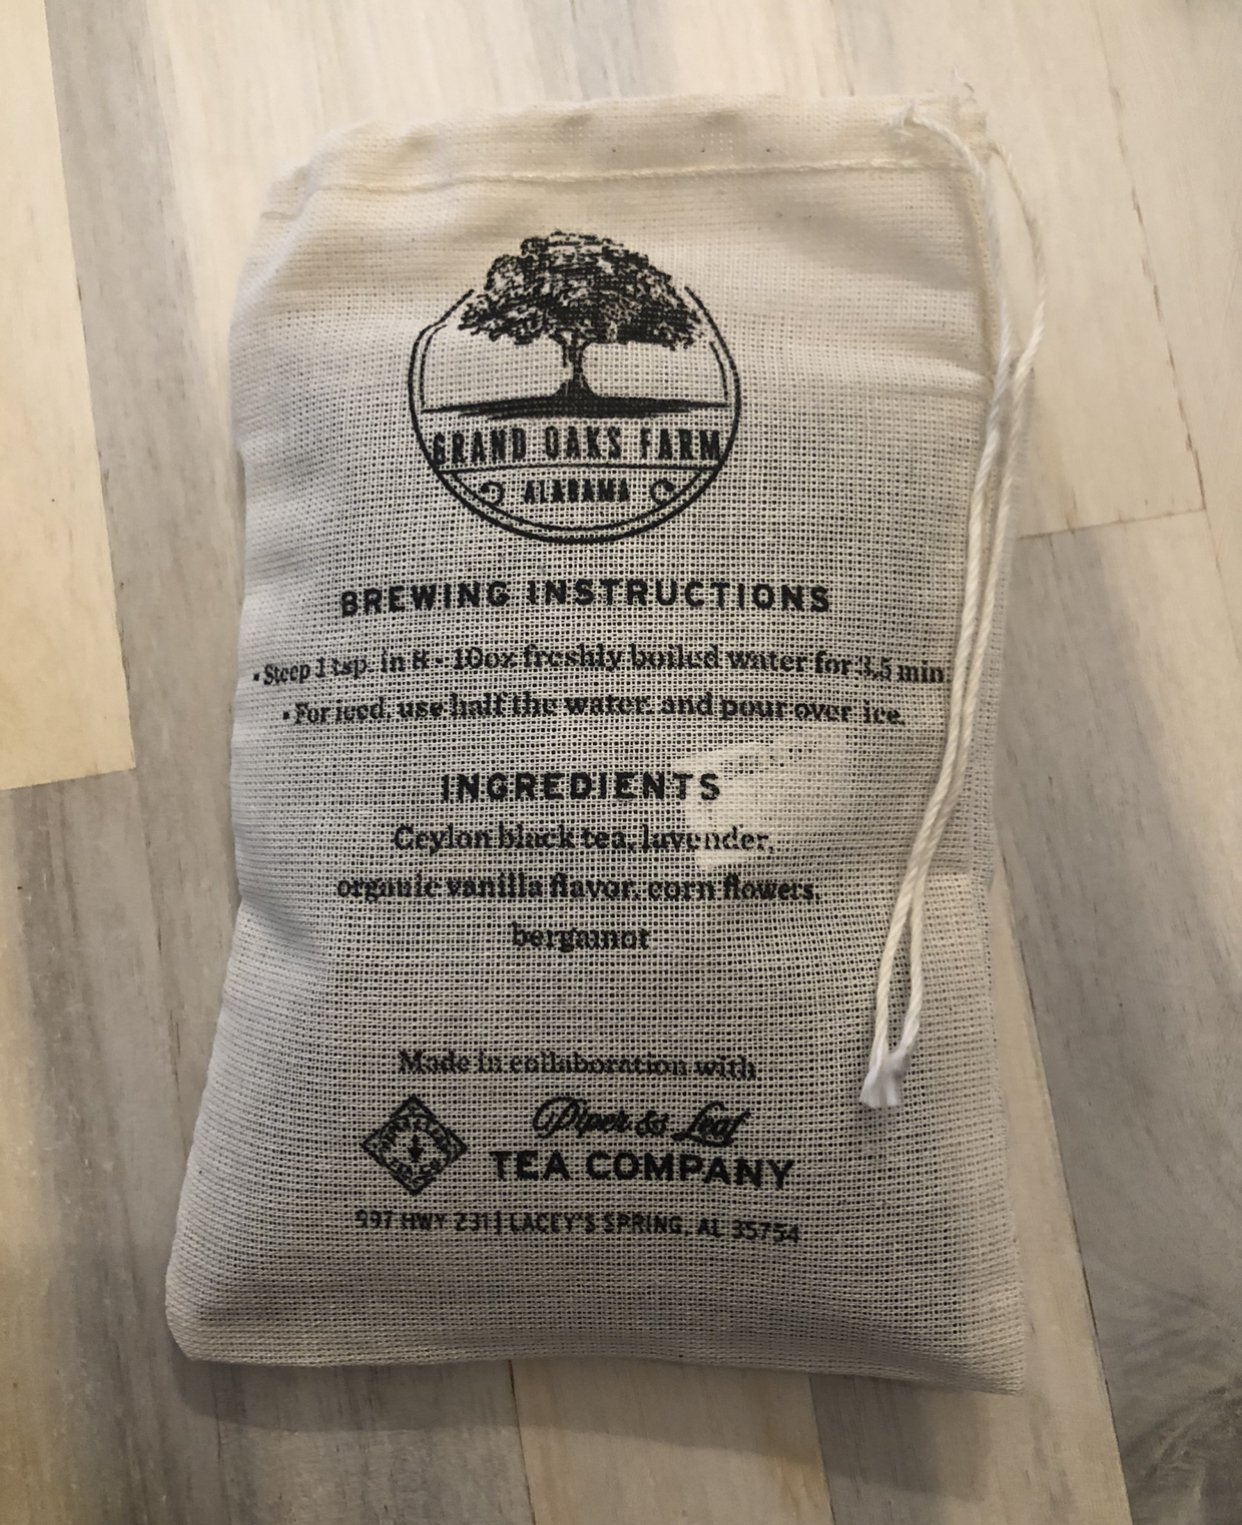 GRAND OAKS FARM
ALABAMA
BREWING INSTRUCTIONS
• Steep 1 tsp. in 8 - 10oz freshly boiled water for 3.5 min.
• For iced, use half the water, and pour over ice.
INGREDIENTS
Ceylon black tea, lavender,
organic vanilla flavor, corn flowers,
bergamot
Made in collaboration with
Piper & Leaf
TEA COMPANY
997 HWY 231 | LACEY'S SPRING, AL 35754